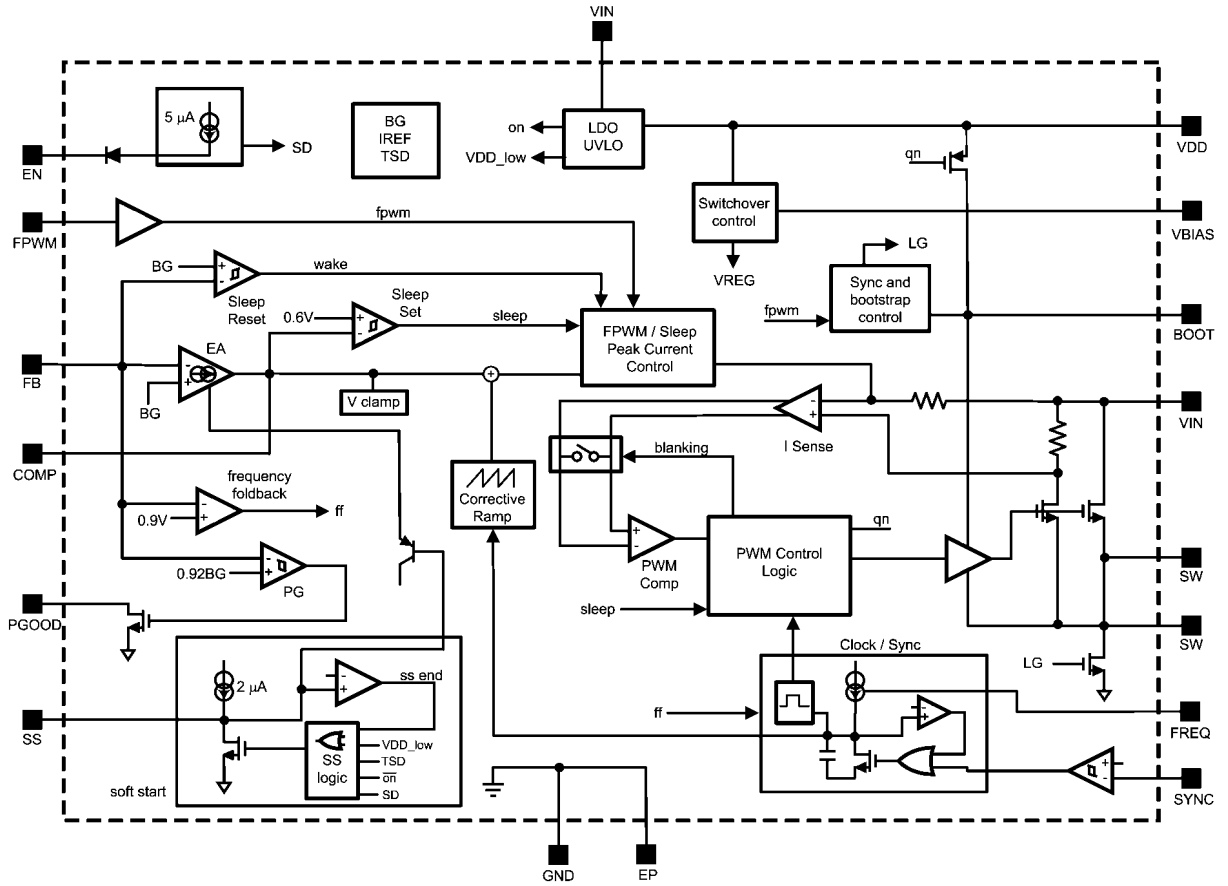 VIN
5 µA
SD
EN
BG
IREF
TSD
on
VDD_low
LDO
UVLO
qn
VDD
FPWM
fpwm
Switchover
control
VBIAS
VREG
LG
Sync and
bootstrap
control
fpwm
BOOT
BG
wake
Sleep
Reset
Sleep
Set
0.6V
sleep
FPWM / Sleep
Peak Current
Control
EA
FB
BG
V clamp
+
I Sense
VIN
COMP
blanking
frequency
foldback
ff
0.9V
Corrective
Ramp
PWM
Comp
PWM Control
Logic
qn
0.92BG
PG
SW
PGOOD
sleep
SW
Clock / Sync
LG
2 µA
ss end
SS
ff
FREQ
SS
logic
VDD_low
TSD
on
SD
soft start
SYNC
GND
EP